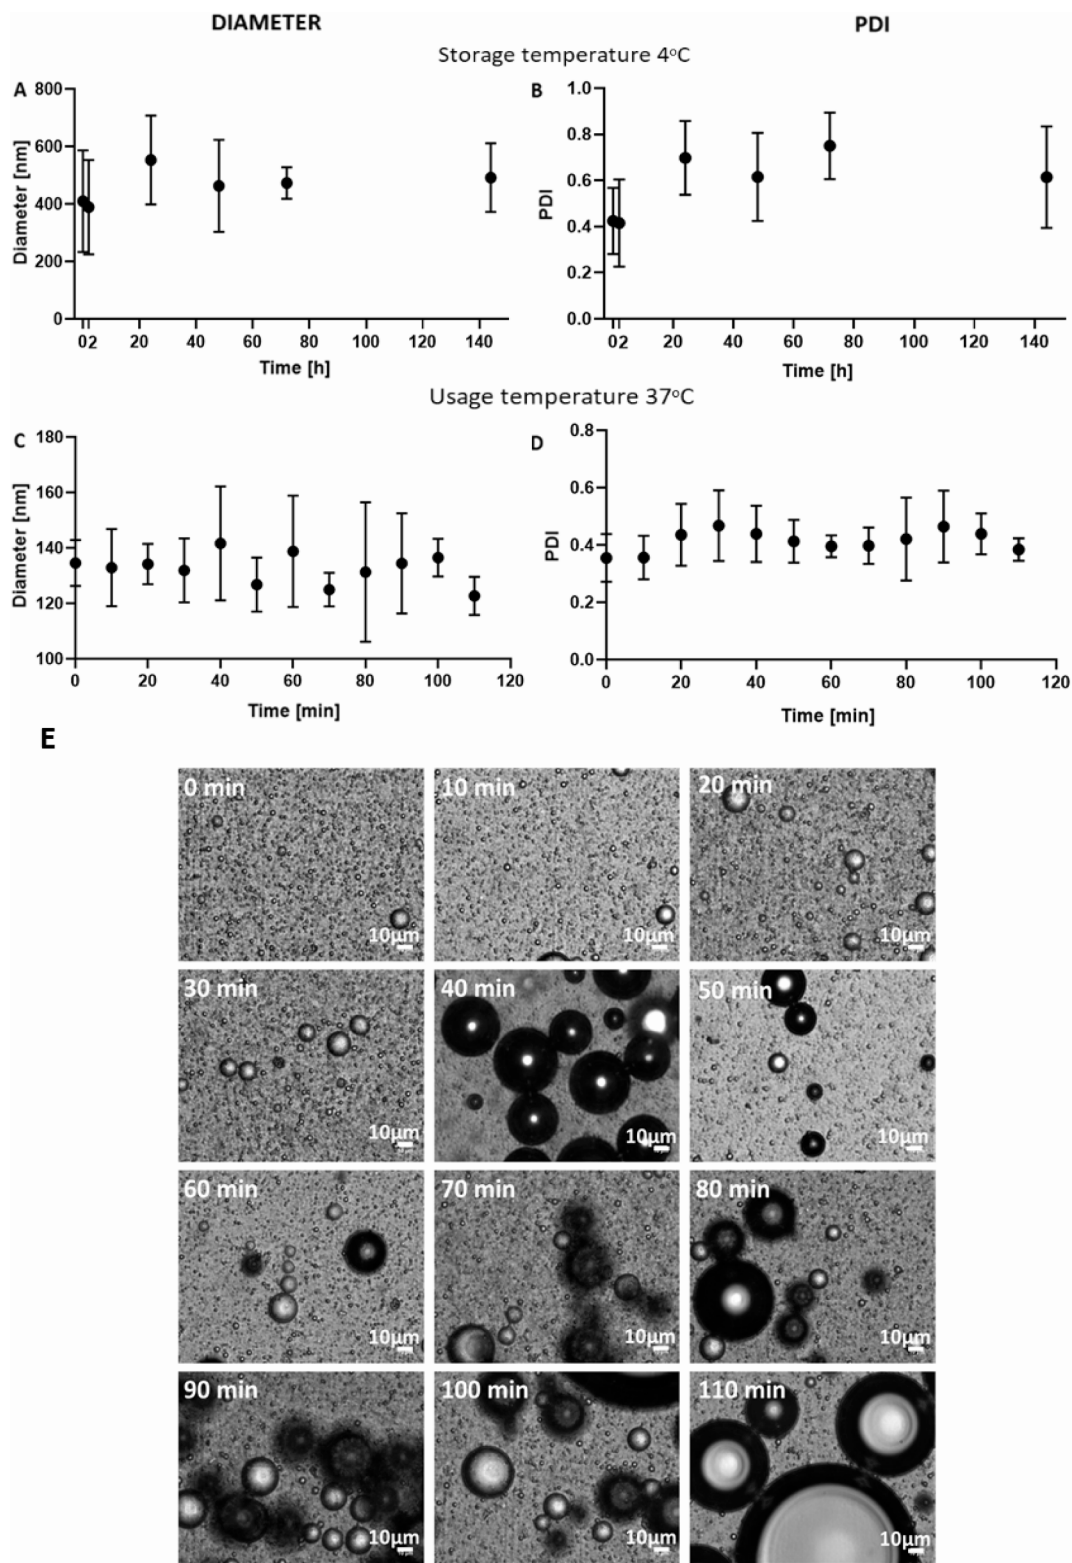 DIAMETER PDI
Storage temperature 4°C
A B
800 1.0
600 0.8
400 0.6
200 0.4
0 0.2
0.0
Diameter [nm] PDI
0 2 20 40 60 80 100 120 140 0 2 20 40 60 80 100 120 140
Time [h] Time [h]
Usage temperature 37°C
C D
180 0.8
160 0.6
140 0.4
120 0.2
100 0.0
Diameter [nm] PDI
0 20 40 60 80 100 120 0 20 40 60 80 100 120
Time [min] Time [min]
E
0 min 10 min 20 min
10μm 10μm 10μm
30 min 40 min 50 min
10μm 10μm 10μm
60 min 70 min 80 min
10μm 10μm 10μm
90 min 100 min 110 min
10μm 10μm 10μm